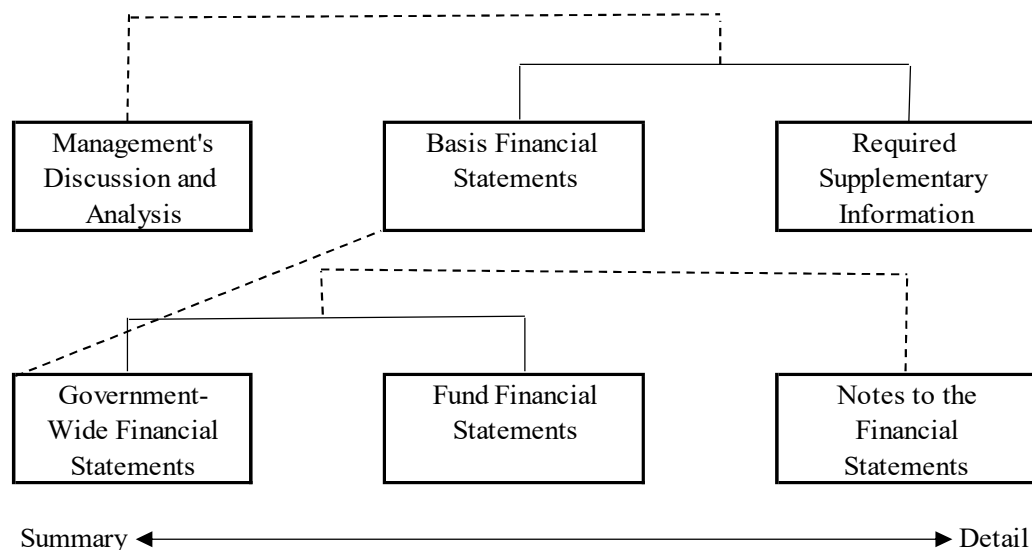 Management's
Discussion and
Analysis
Basis Financial
Statements
Required
Supplementary
Information
Government-
Wide Financial
Statements
Fund Financial
Statements
Notes to the
Financial
Statements
Summary
Detail